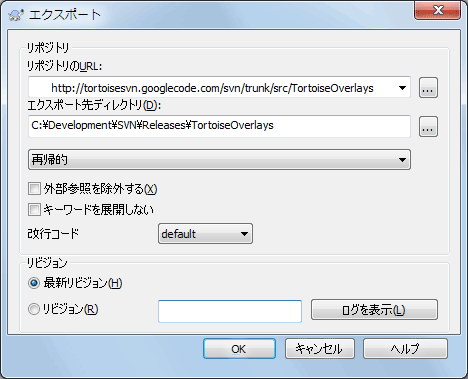 エクスポート
リポジトリ
リポジトリのURL:
http://tortoisesvn.googlecode.com/svn/trunk/src/TortoiseOverlays
...
エクスポート先ディレクトリ(D):
C:¥Development¥SVN¥Releases¥TortoiseOverlays
...
再帰的
外部参照を除外する(X)
キーワードを展開しない
改行コード default
リビジョン
最新リビジョン(H)
リビジョン(R) ログを表示(L)
OK キャンセル ヘルプ